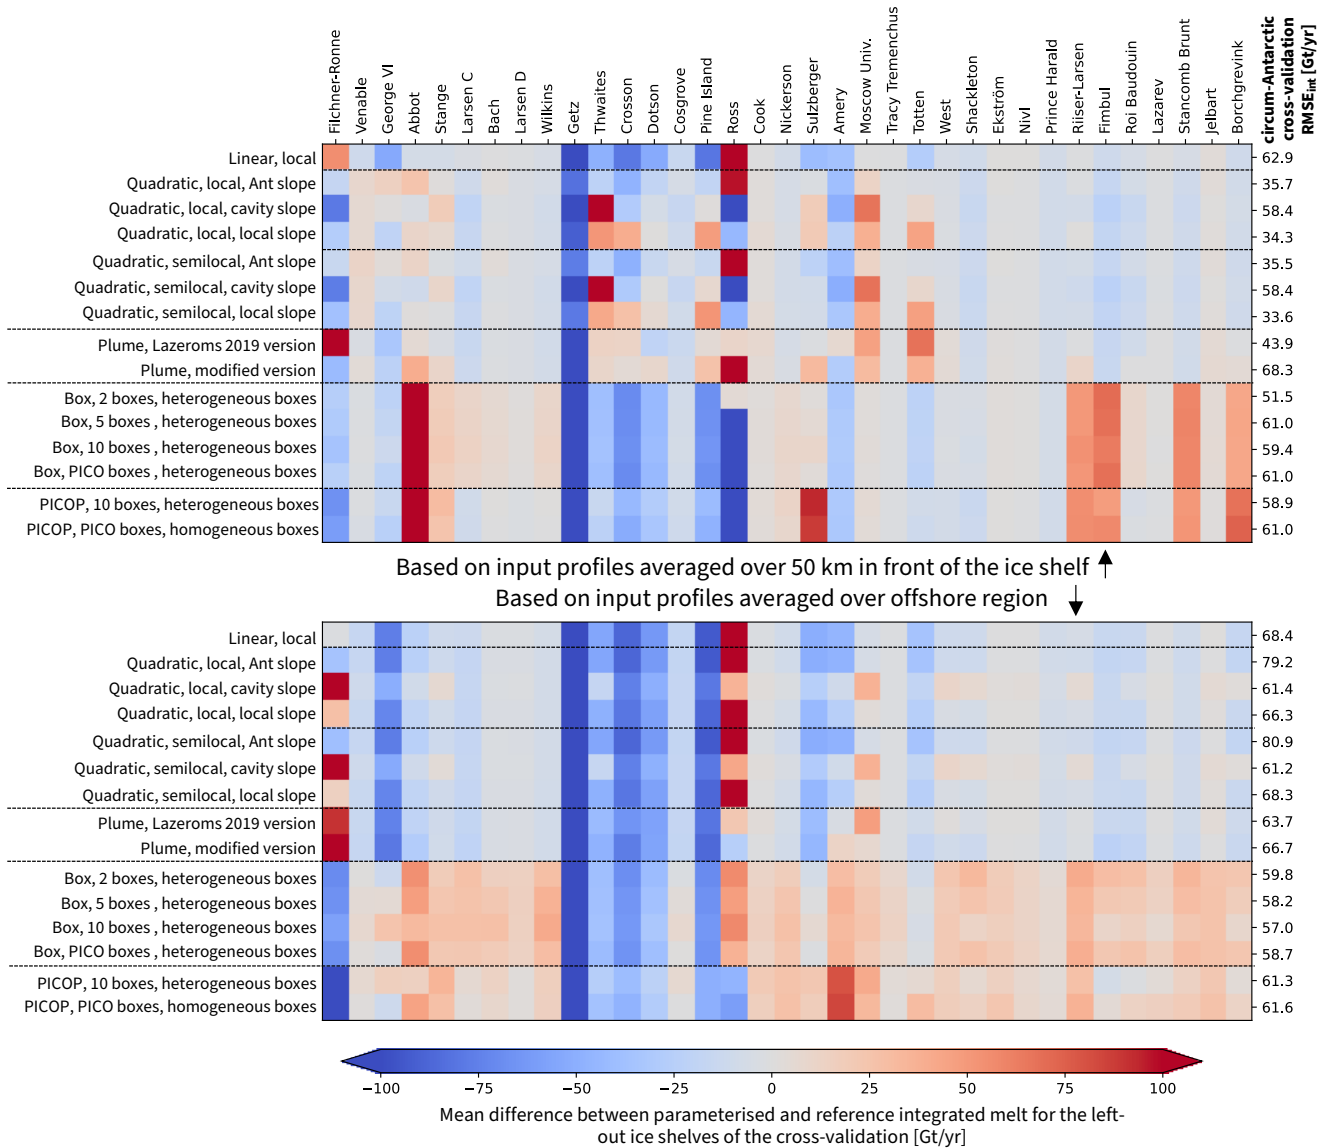 Filchner-Ronne
Venable
George VI
Abbot
Stange
Larsen C
Bach
Larsen D
Wilkins
Getz
Thwaites
Crosson
Dotson
Cosgrove
Pine Island
Ross
Cook
Nickerson
Sulzberger
Amery
Moscow Univ.
Tracy Tremenchus
Totten
West
Shackleton
Ekström
Nivl
Prince Harald
Riiser-Larsen
Fimbul
Roi Baudouin
Lazarev
Stancomb Brunt
Jelbart
Borchgrevink
circum-Antarctic
cross-validation
RMSEint [Gt/yr]
Linear, local 62.9
Quadratic, local, Ant slope 35.7
Quadratic, local, cavity slope 58.4
Quadratic, local, local slope 34.3
Quadratic, semilocal, Ant slope 35.5
Quadratic, semilocal, cavity slope 58.4
Quadratic, semilocal, local slope 33.6
Plume, Lazeroms 2019 version 43.9
Plume, modified version 68.3
Box, 2 boxes, heterogeneous boxes 51.5
Box, 5 boxes , heterogeneous boxes 61.0
Box, 10 boxes , heterogeneous boxes 59.4
Box, PICO boxes , heterogeneous boxes 61.0
PICOP, 10 boxes, heterogeneous boxes 58.9
PICOP, PICO boxes, homogeneous boxes 61.0
Based on input profiles averaged over 50 km in front of the ice shelf
Based on input profiles averaged over offshore region
Linear, local 68.4
Quadratic, local, Ant slope 79.2
Quadratic, local, cavity slope 61.4
Quadratic, local, local slope 66.3
Quadratic, semilocal, Ant slope 80.9
Quadratic, semilocal, cavity slope 61.2
Quadratic, semilocal, local slope 68.3
Plume, Lazeroms 2019 version 63.7
Plume, modified version 66.7
Box, 2 boxes, heterogeneous boxes 59.8
Box, 5 boxes , heterogeneous boxes 58.2
Box, 10 boxes , heterogeneous boxes 57.0
Box, PICO boxes , heterogeneous boxes 58.7
PICOP, 10 boxes, heterogeneous boxes 61.3
PICOP, PICO boxes, homogeneous boxes 61.6
−100 −75 −50 −25 0 25 50 75 100
Mean difference between parameterised and reference integrated melt for the left-
out ice shelves of the cross-validation [Gt/yr]